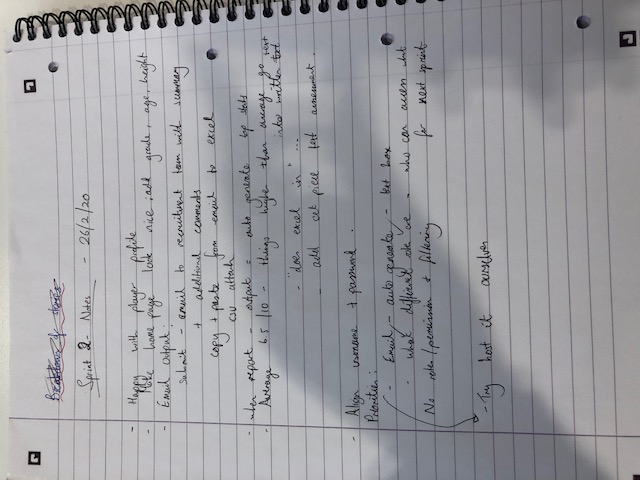 Breakdown of stories
Sprint 2 - Notes - 26/2/20
- Happy with player profile
- Make home page look nice, add grade, age, height
- Email Output:
Submit - email to recruitment team with summary
+ additional comments
copy + paste from email to excel
csv attach
- when report - output = auto generate top stats
- Average 6.5/10 - things higher than average go
into written text
- "does excel in" ...
- add set piece text assessment.
- Align username + password.
Priorities:
- Email - auto generate - text box
- What different roles are - who can access what
No roles/permission + filtering for next sprint
- Try host it ourselves